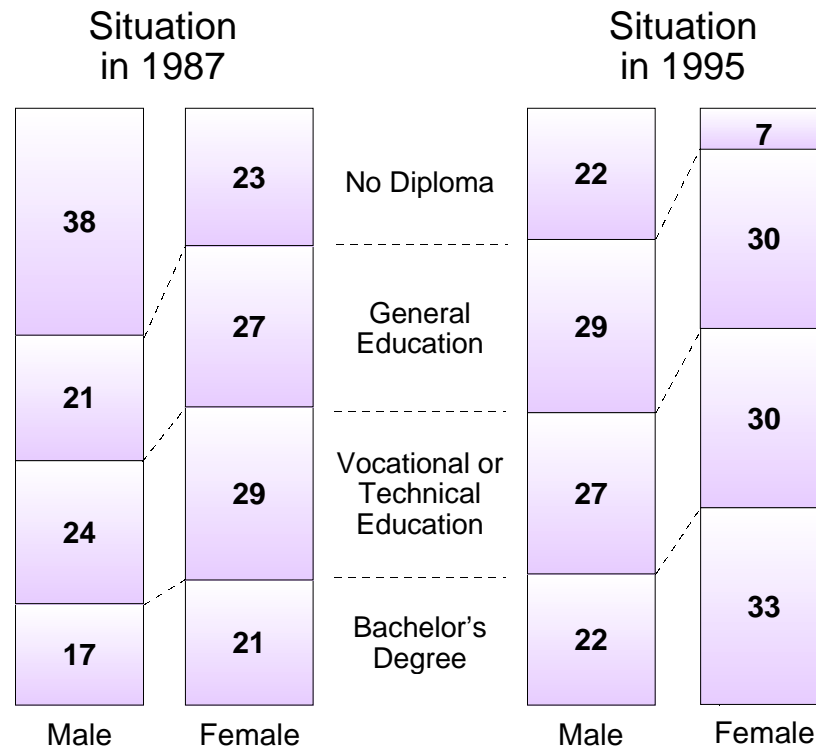 Situation
in 1987
Situation
in 1995
38
21
24
17
Male
23
27
29
21
Female
No Diploma
General
Education
Vocational or
Technical
Education
Bachelor's
Degree
22
29
27
22
Male
7
30
30
33
Female